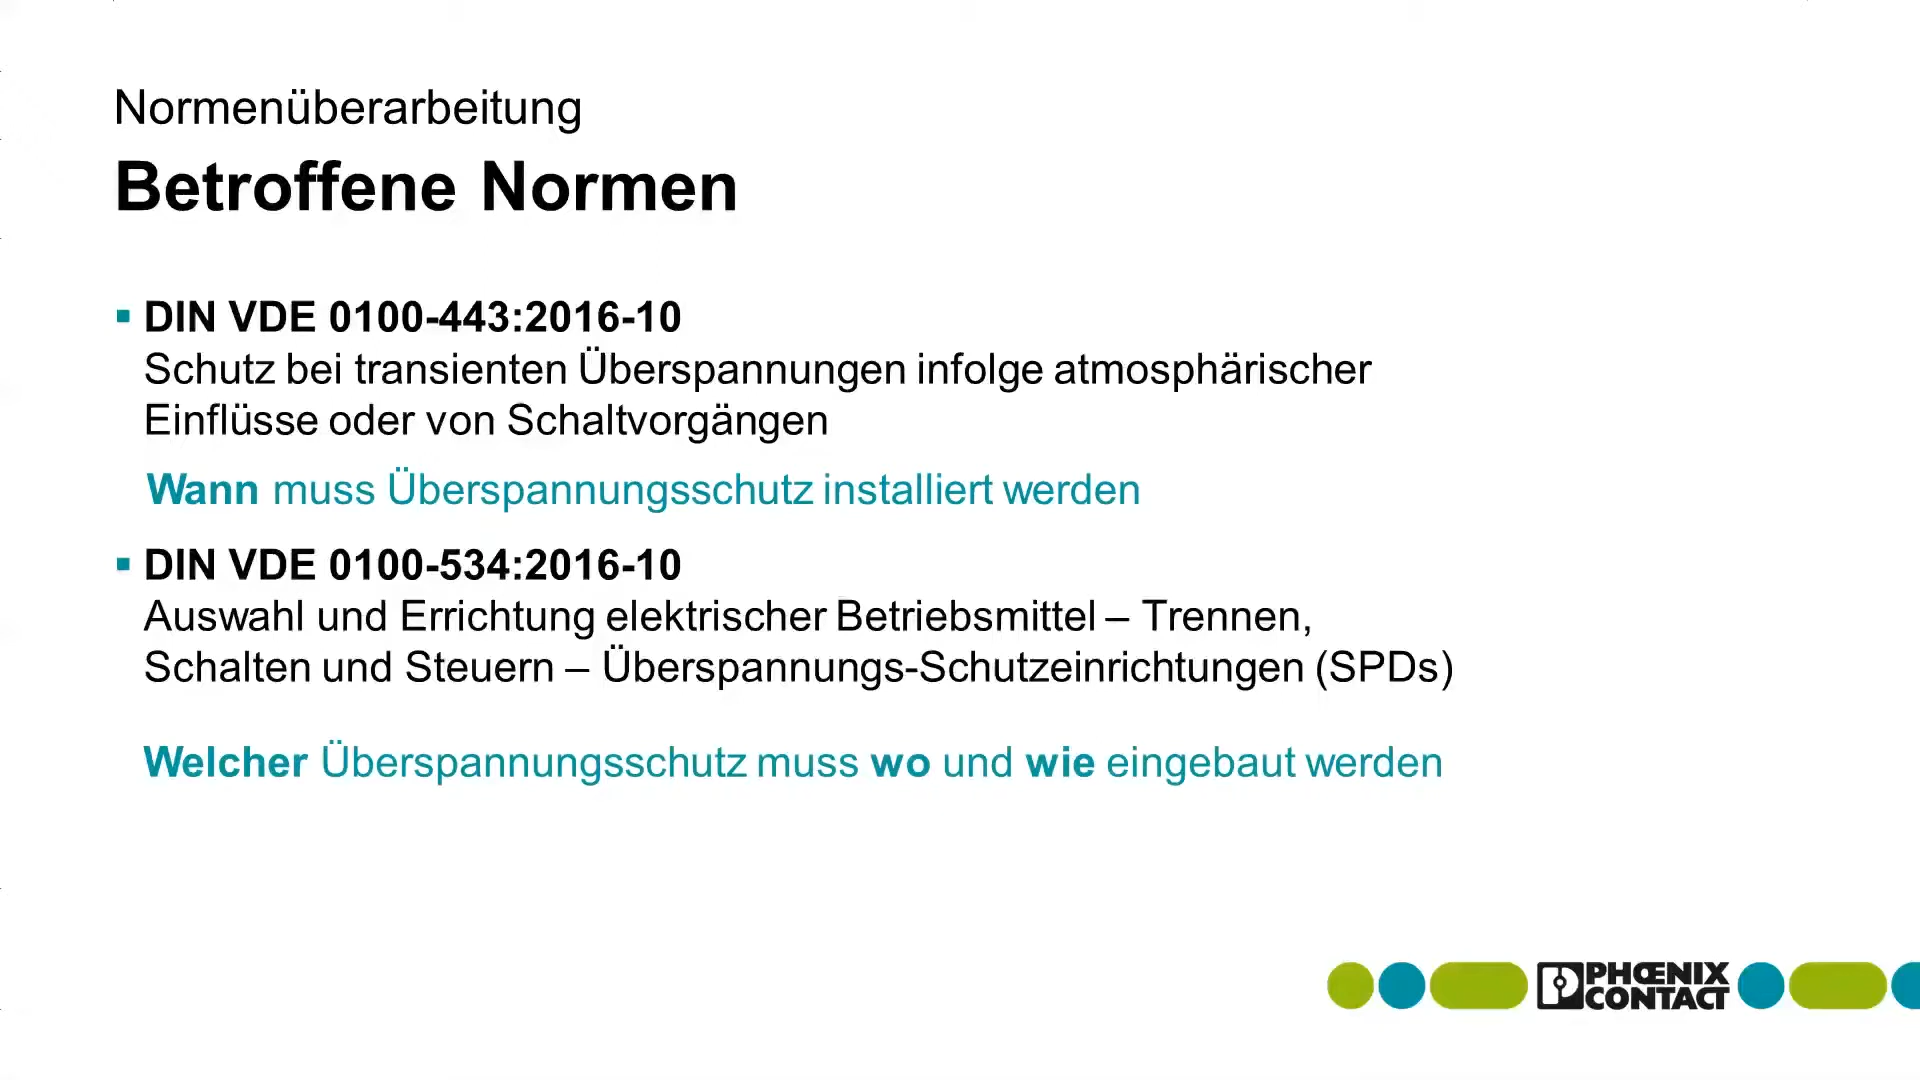 Normenüberarbeitung
Betroffene Normen
▪ DIN VDE 0100-443:2016-10
Schutz bei transienten Überspannungen infolge atmosphärischer
Einflüsse oder von Schaltvorgängen
Wann muss Überspannungsschutz installiert werden
▪ DIN VDE 0100-534:2016-10
Auswahl und Errichtung elektrischer Betriebsmittel – Trennen,
Schalten und Steuern – Überspannungs-Schutzeinrichtungen (SPDs)
Welcher Überspannungsschutz muss wo und wie eingebaut werden
PHŒNIX
CONTACT